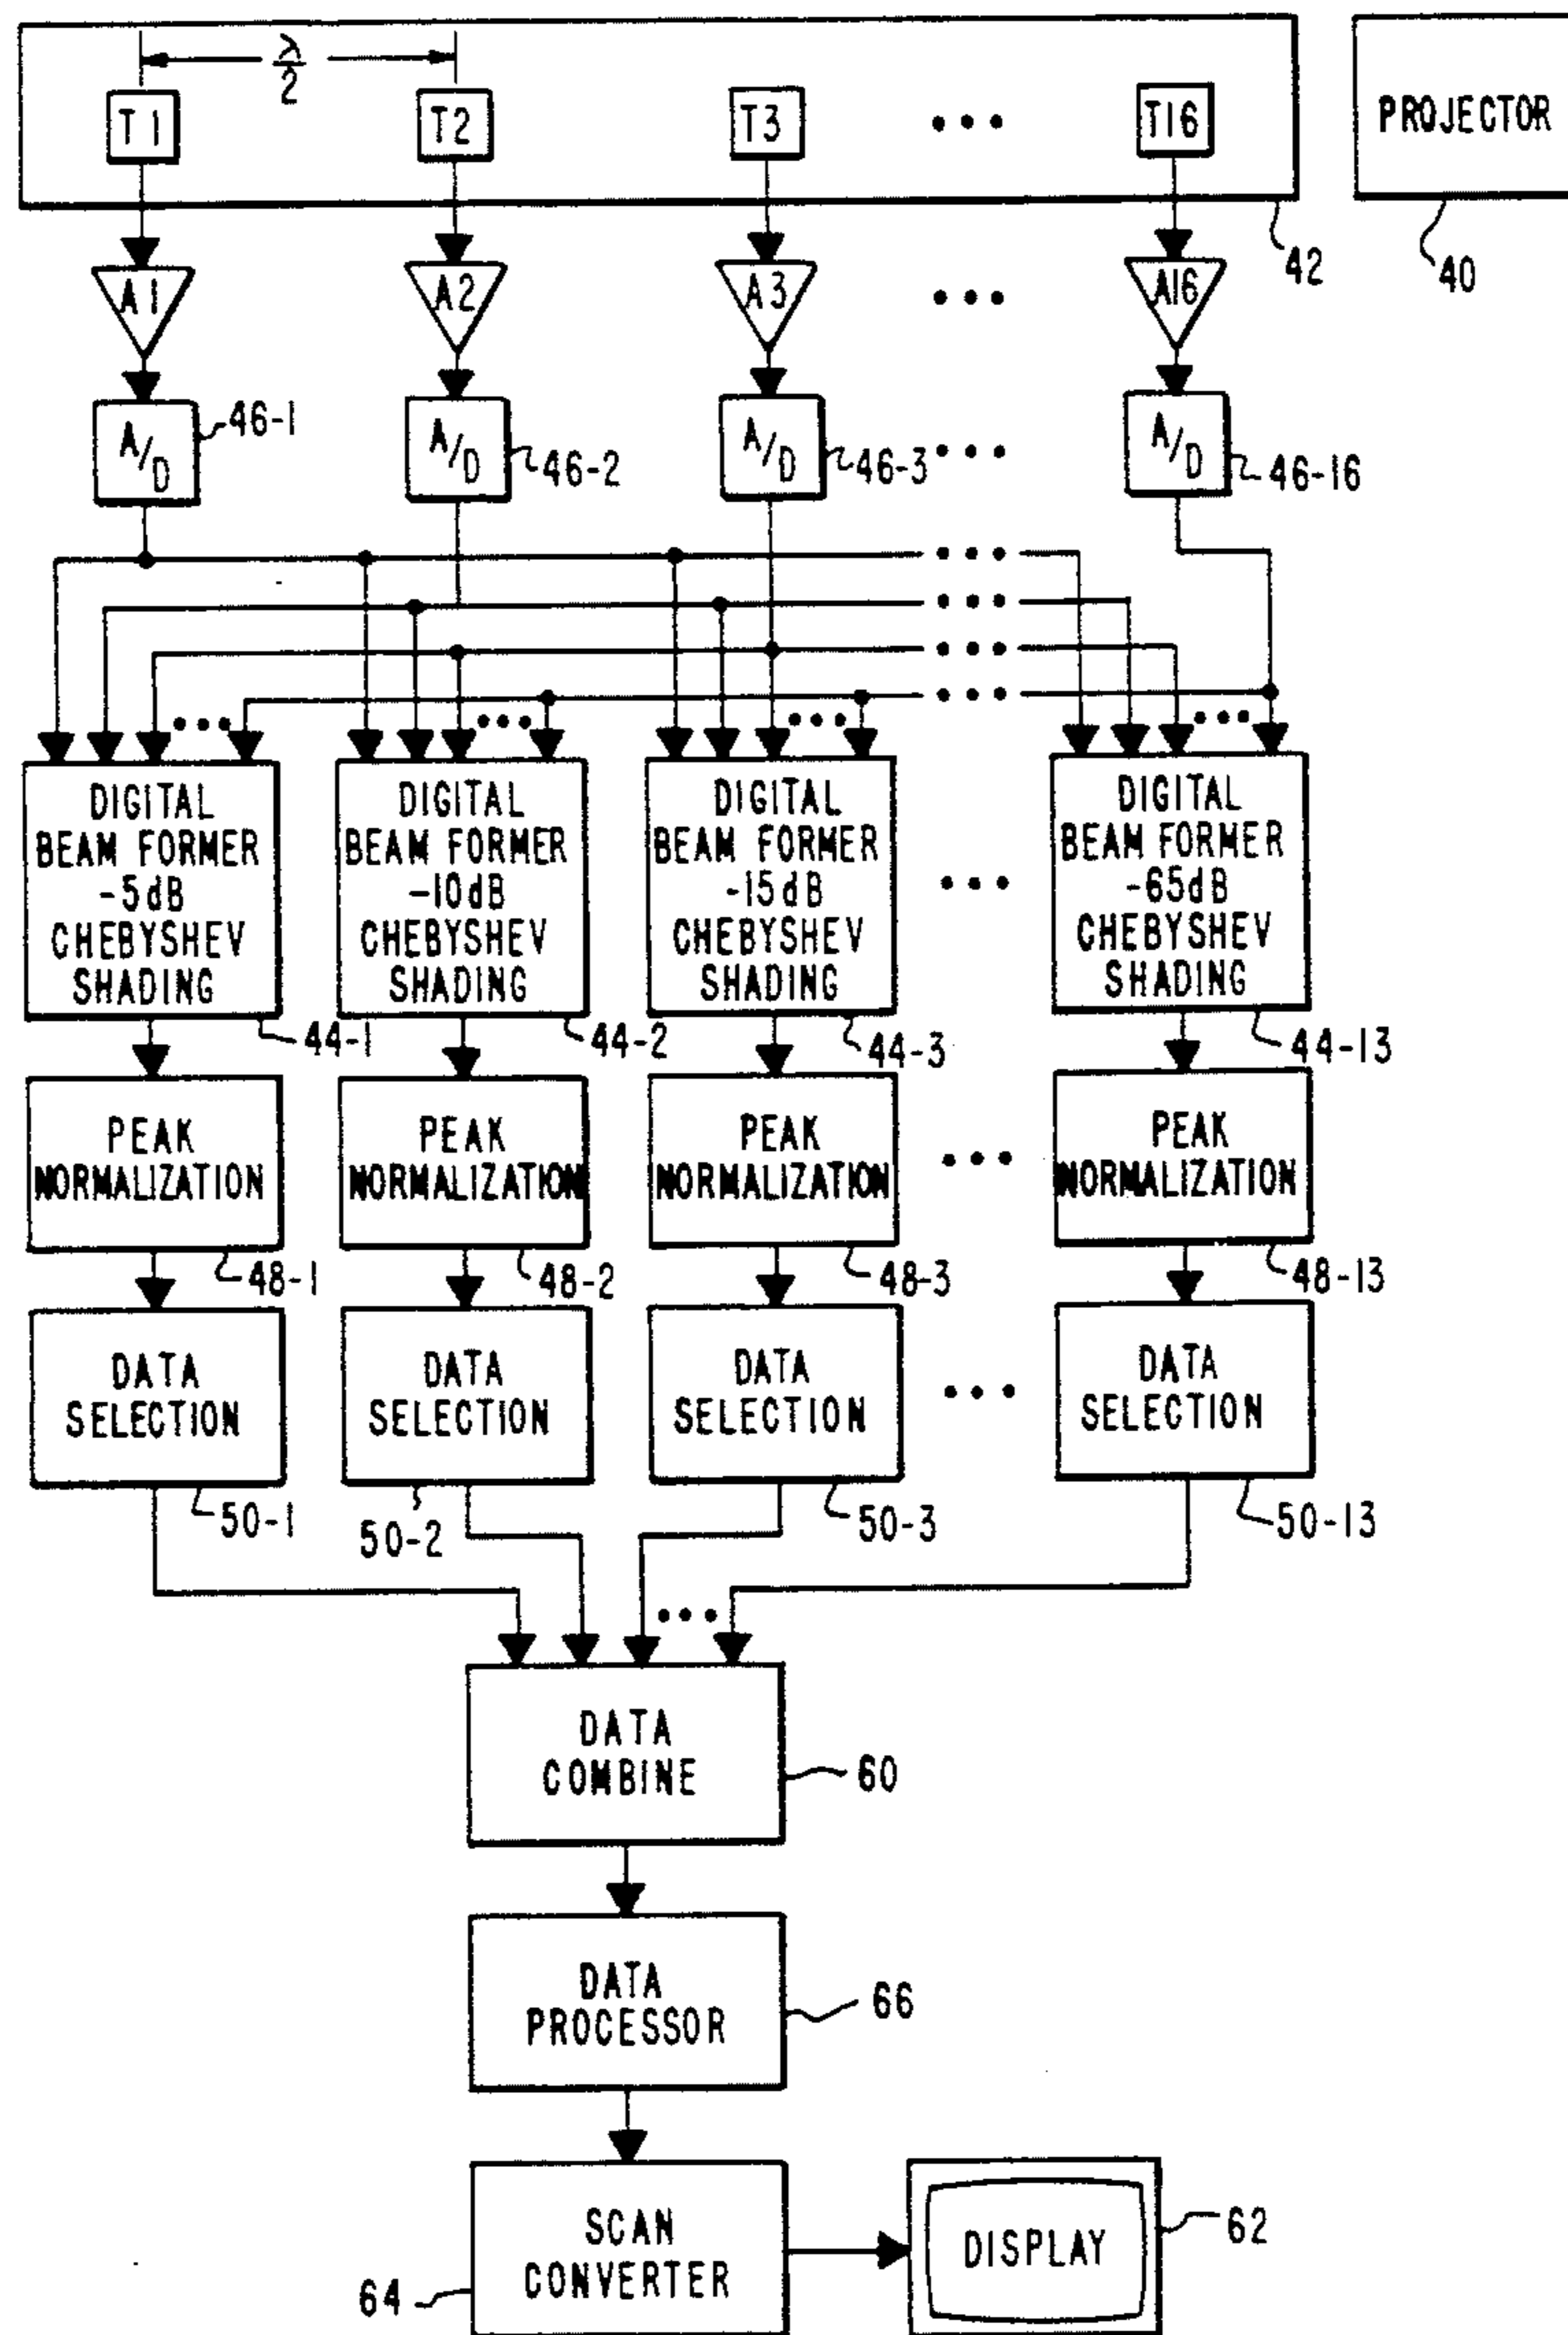 λ/2
T1 T2 T3 ... T16
PROJECTOR
42 40
A1 A2 A3 ... A16
A/D 46-1 A/D 46-2 A/D 46-3 ... A/D 46-16
DIGITAL
BEAM FORMER
-5dB
CHEBYSHEV
SHADING
44-1
DIGITAL
BEAM FORMER
-10dB
CHEBYSHEV
SHADING
44-2
DIGITAL
BEAM FORMER
-15dB
CHEBYSHEV
SHADING
44-3
...
DIGITAL
BEAM FORMER
-65dB
CHEBYSHEV
SHADING
44-13
PEAK
NORMALIZATION
48-1
PEAK
NORMALIZATION
48-2
PEAK
NORMALIZATION
48-3
...
PEAK
NORMALIZATION
48-13
DATA
SELECTION
50-1
DATA
SELECTION
50-2
DATA
SELECTION
50-3
...
DATA
SELECTION
50-13
...
DATA
COMBINE
60
DATA
PROCESSOR
66
SCAN
CONVERTER
64
DISPLAY
62